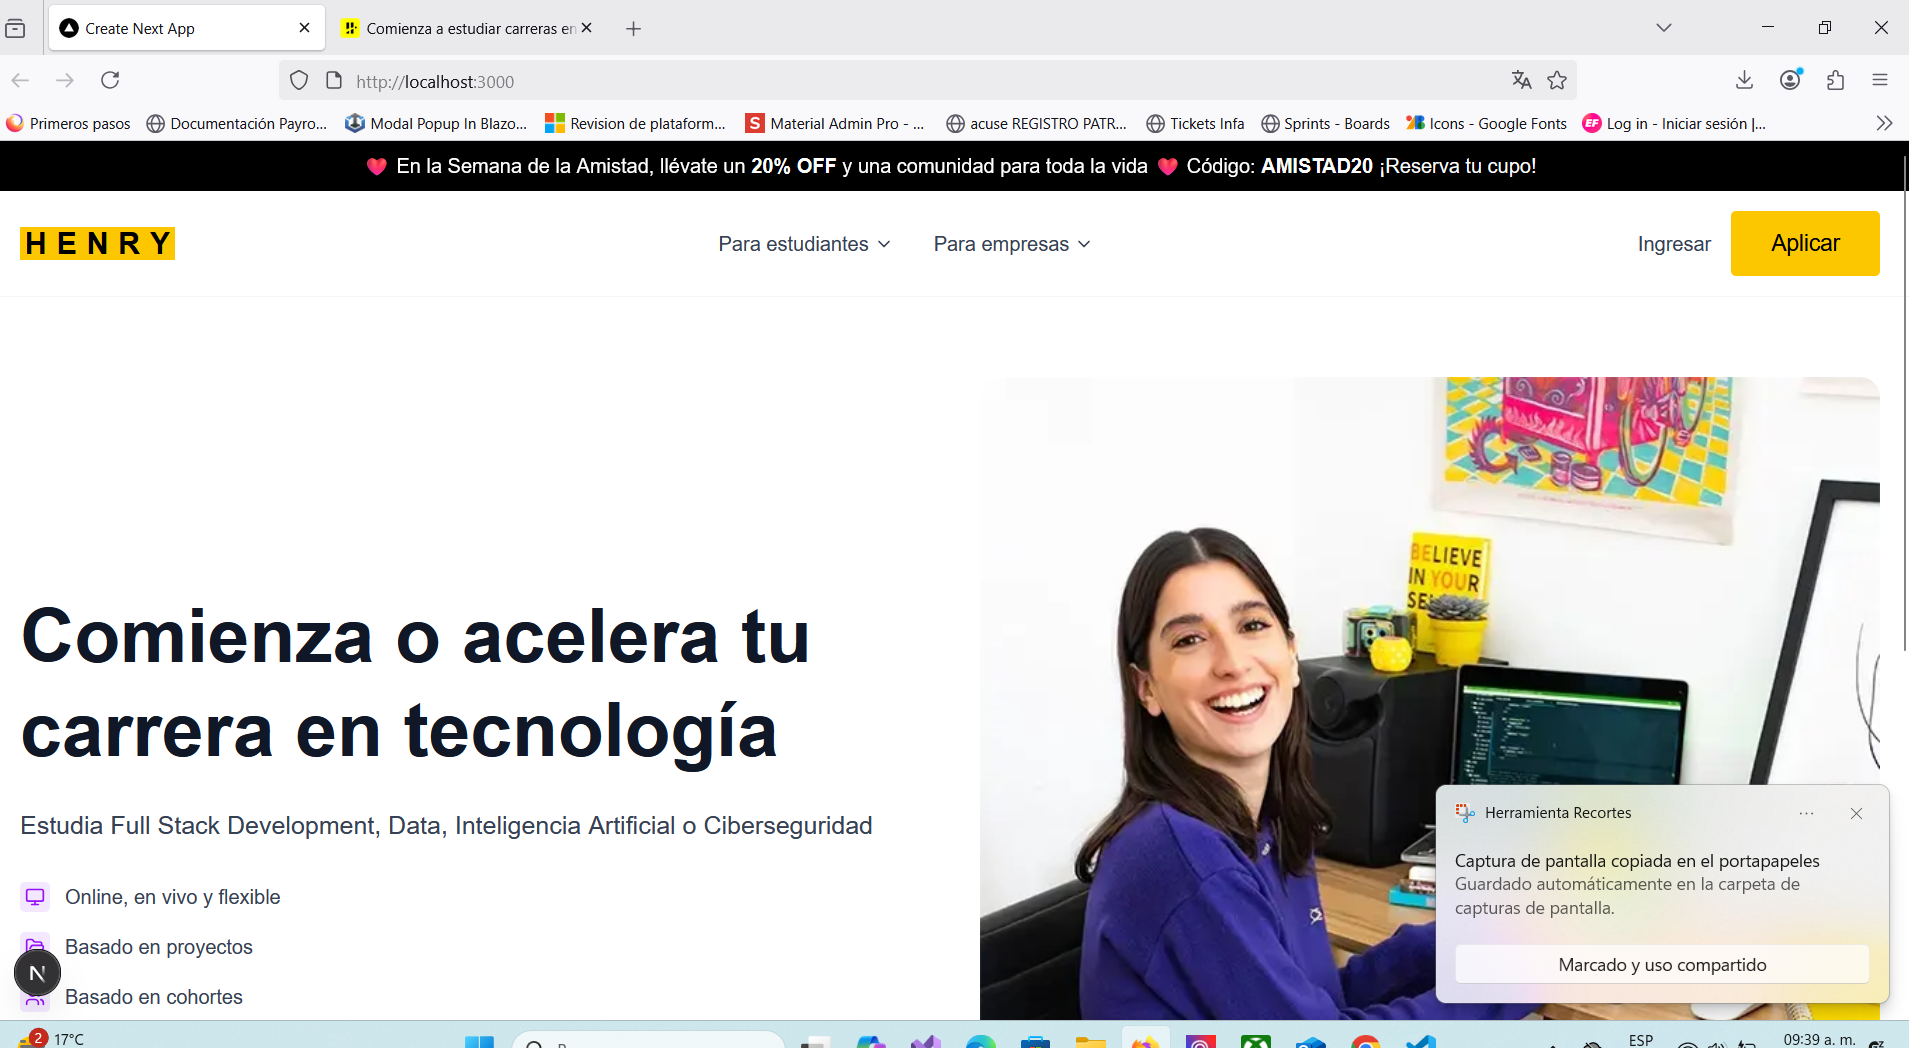 Create Next App
Comienza a estudiar carreras en
http://localhost:3000
Primeros pasos
Documentación Payro...
Modal Popup In Blazo...
Revision de plataform...
Material Admin Pro - ...
acuse REGISTRO PATR...
Tickets Infa
Sprints - Boards
Icons - Google Fonts
Log in - Iniciar sesión |...
En la Semana de la Amistad, llévate un 20% OFF y una comunidad para toda la vida Código: AMISTAD20 ¡Reserva tu cupo!
HENRY
Para estudiantes
Para empresas
Ingresar
Aplicar
BELIEVE
IN YOUR
Comienza o acelera tu
carrera en tecnología
Estudia Full Stack Development, Data, Inteligencia Artificial o Ciberseguridad
Online, en vivo y flexible
Basado en proyectos
N
Basado en cohortes
Herramienta Recortes
Captura de pantalla copiada en el portapapeles
Guardado automáticamente en la carpeta de
capturas de pantalla.
Marcado y uso compartido
2
17°C
ESP
09:39 a. m.